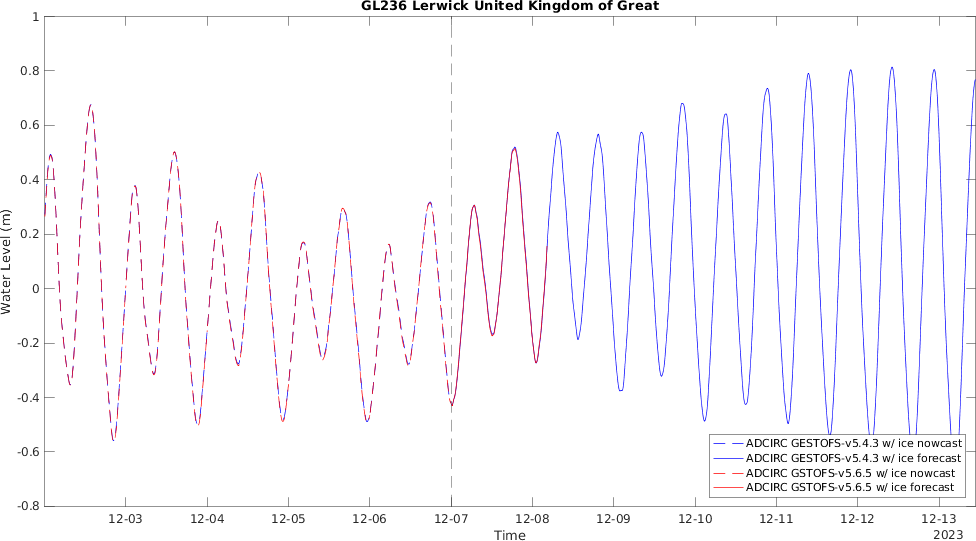 GL236 Lerwick United Kingdom of Great
1
0.8
0.6
0.4
0.2
0
-0.2
-0.4
-0.6
-0.8
Water Level (m)
12-03 12-04 12-05 12-06 12-07 12-08 12-09 12-10 12-11 12-12 12-13
Time
2023
ADCIRC GESTOFS-v5.4.3 w/ ice nowcast
ADCIRC GESTOFS-v5.4.3 w/ ice forecast
ADCIRC GSTOFS-v5.6.5 w/ ice nowcast
ADCIRC GSTOFS-v5.6.5 w/ ice forecast